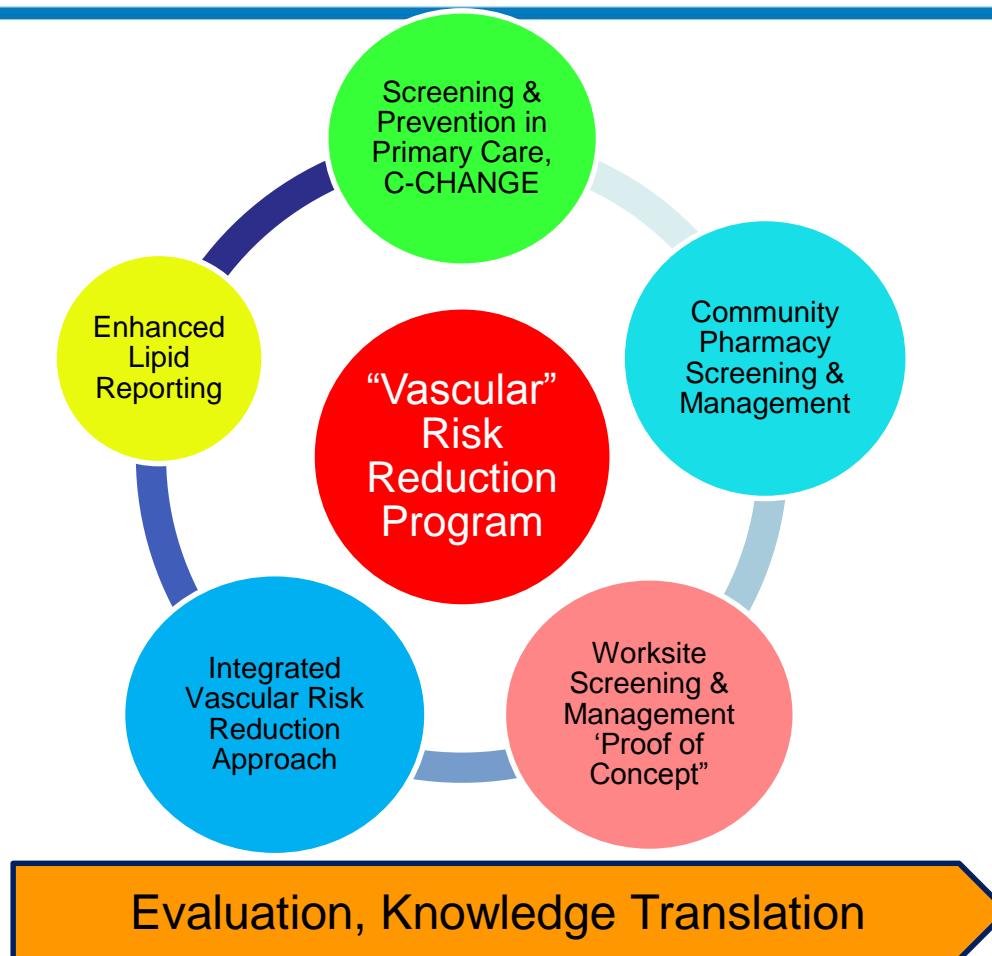 Screening &
Prevention in
Primary Care,
C-CHANGE
Community
Pharmacy
Screening &
Management
Worksite
Screening &
Management
‘Proof of
Concept”
Integrated
Vascular Risk
Reduction
Approach
Enhanced
Lipid
Reporting
“Vascular”
Risk
Reduction
Program
Evaluation, Knowledge Translation